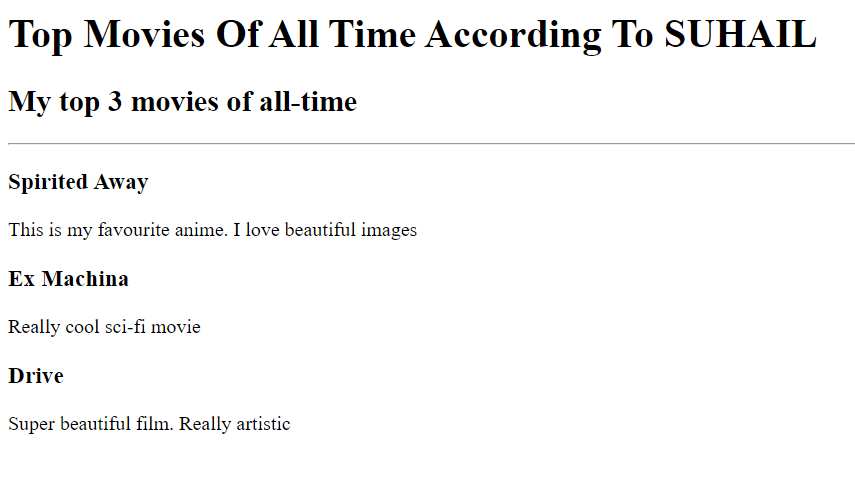 Top Movies Of All Time According To SUHAIL
My top 3 movies of all-time
Spirited Away
This is my favourite anime. I love beautiful images
Ex Machina
Really cool sci-fi movie
Drive
Super beautiful film. Really artistic